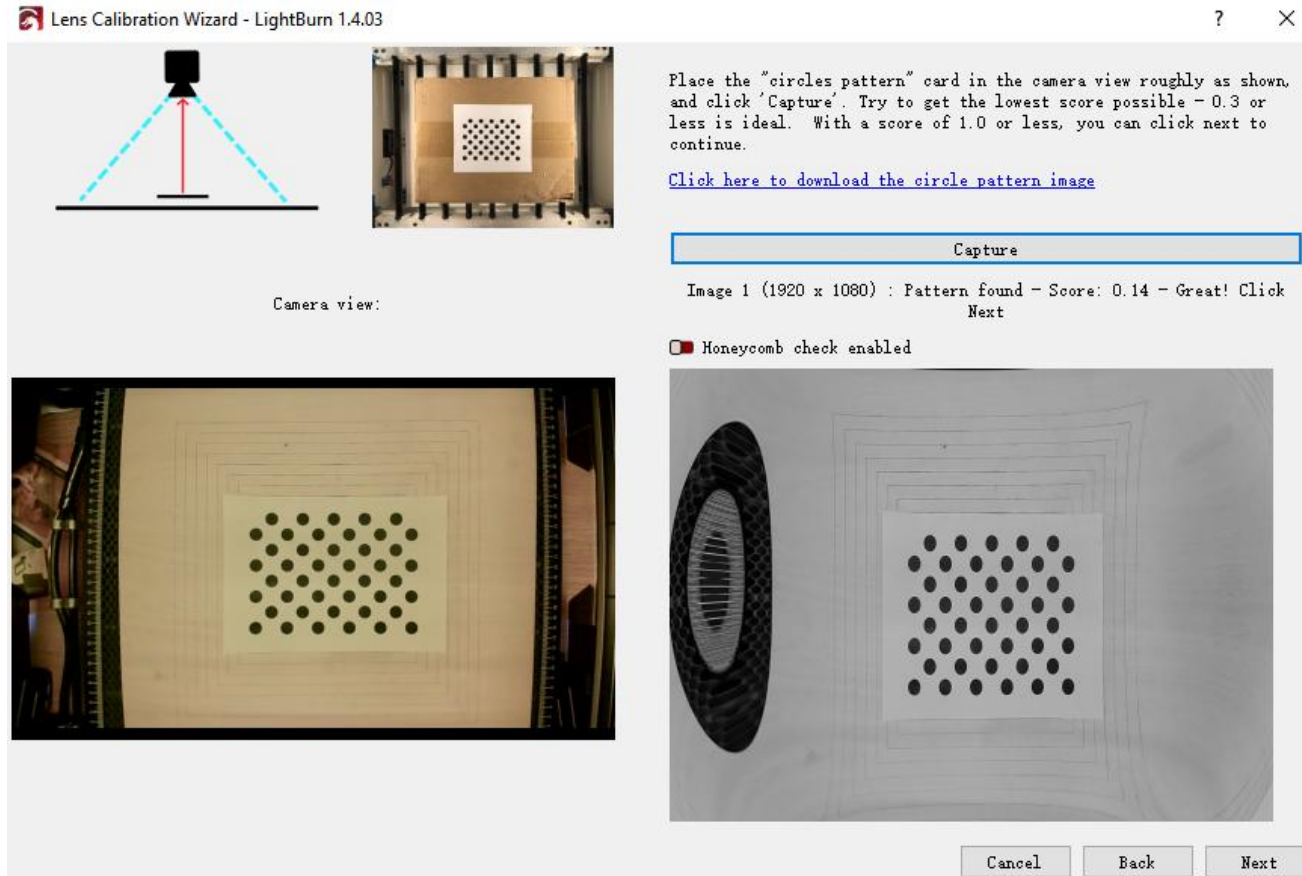 Lens Calibration Wizard - LightBurn 1.4.03
Place the "circles pattern" card in the camera view roughly as shown,
and click 'Capture'. Try to get the lowest score possible - 0.3 or
less is ideal.  With a score of 1.0 or less, you can click next to
continue.
Click here to download the circle pattern image
Capture
Image 1 (1920 x 1080) : Pattern found - Score: 0.14 - Great! Click
Next
Camera view:
Honeycomb check enabled
Cancel
Back
Next